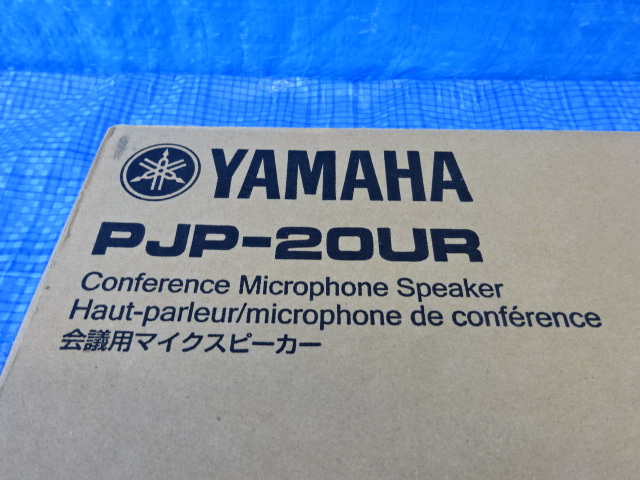 YAMAHA
PJP-20UR
Conference Microphone Speaker
Haut-parleur/microphone de conférence
会議用マイクスピーカー